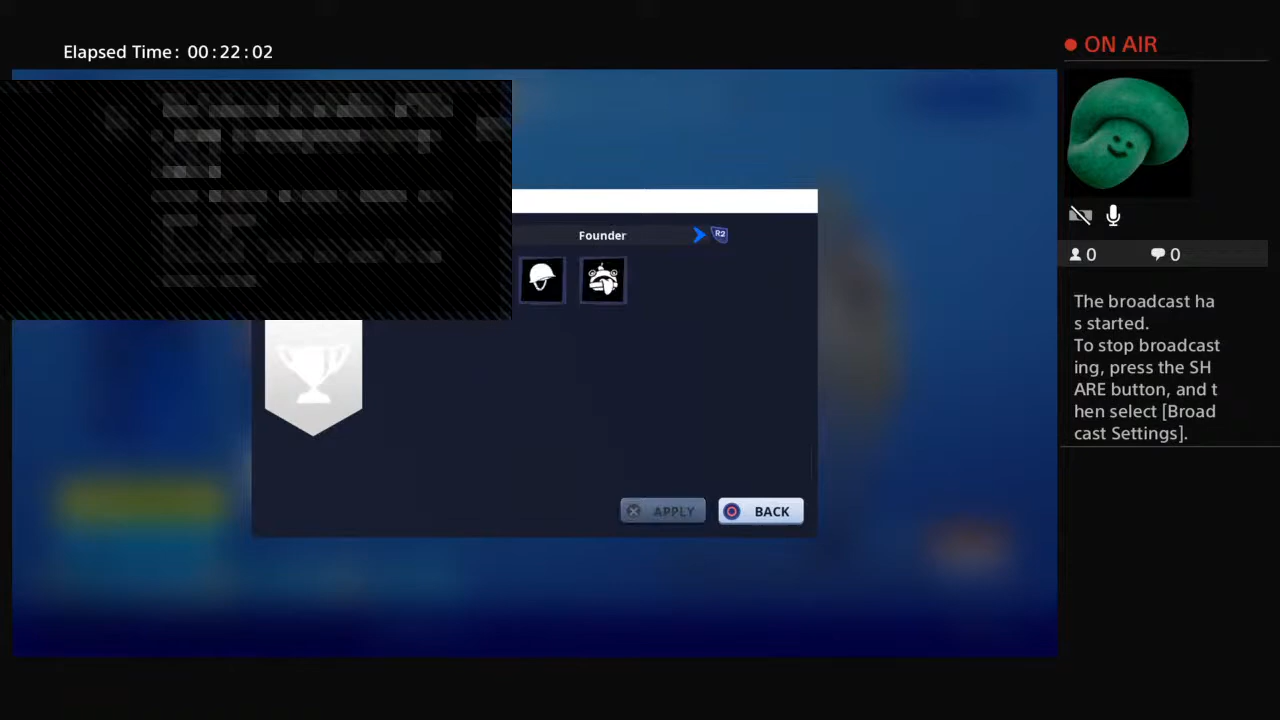 Elapsed Time: 00:22:02
ON AIR
Founder
R2
0
0
The broadcast ha
s started.
To stop broadcast
ing, press the SH
ARE button, and t
hen select [Broad
cast Settings].
APPLY
BACK